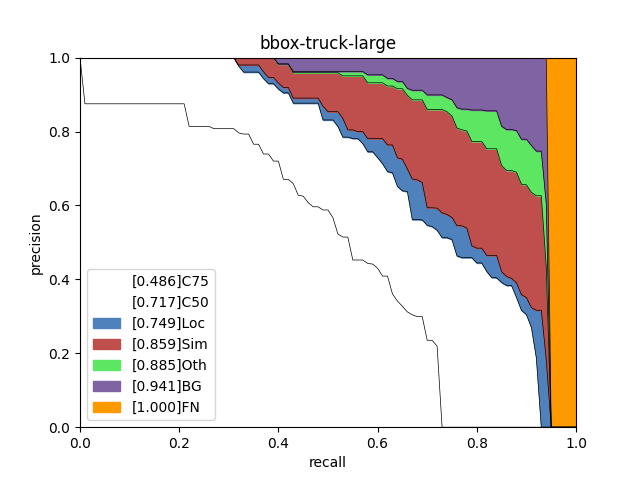 bbox-truck-large
1.0
0.8
0.6
0.4
0.2
0.0
precision
[0.486]C75
[0.717]C50
[0.749]Loc
[0.859]Sim
[0.885]Oth
[0.941]BG
[1.000]FN
0.0 0.2 0.4 0.6 0.8 1.0
recall